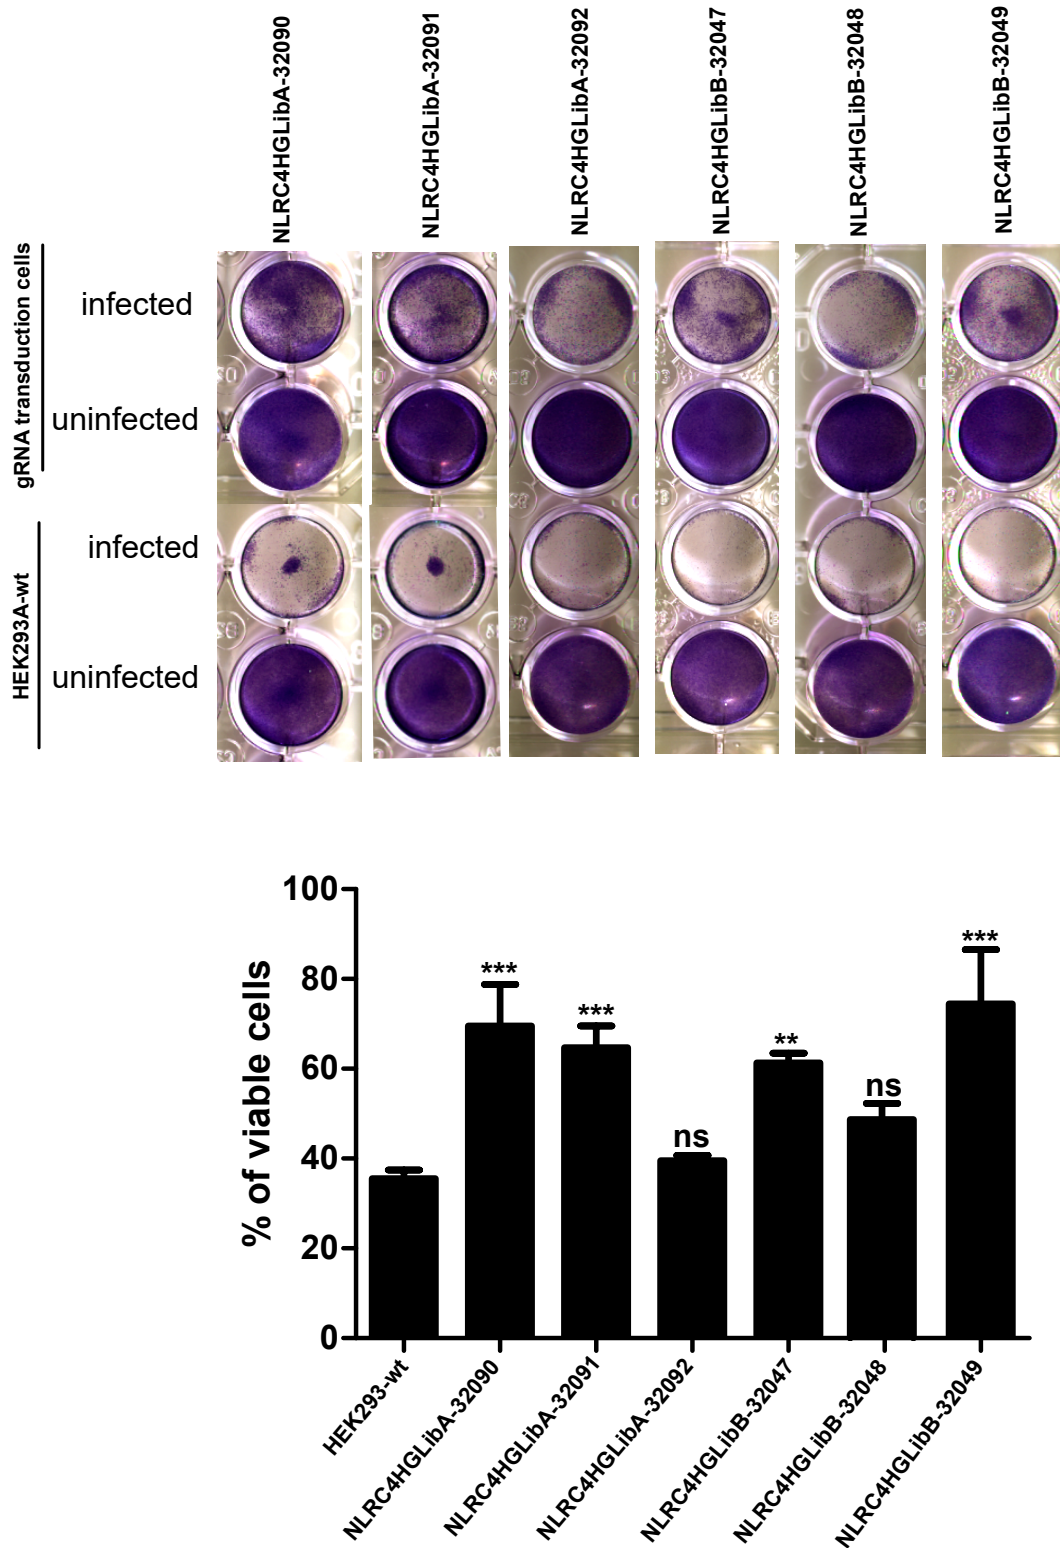 NLRC4HGLibA-32090
NLRC4HGLibA-32091
NLRC4HGLibA-32092
NLRC4HGLibB-32047
NLRC4HGLibB-32048
NLRC4HGLibB-32049
gRNA transduction cells
infected
uninfected
HEK293A-wt
infected
uninfected
% of viable cells
100
80
60
40
20
0
***
***
ns
**
ns
***
HEK293-wt
NLRC4HGLibA-32090
NLRC4HGLibA-32091
NLRC4HGLibA-32092
NLRC4HGLibB-32047
NLRC4HGLibB-32048
NLRC4HGLibB-32049